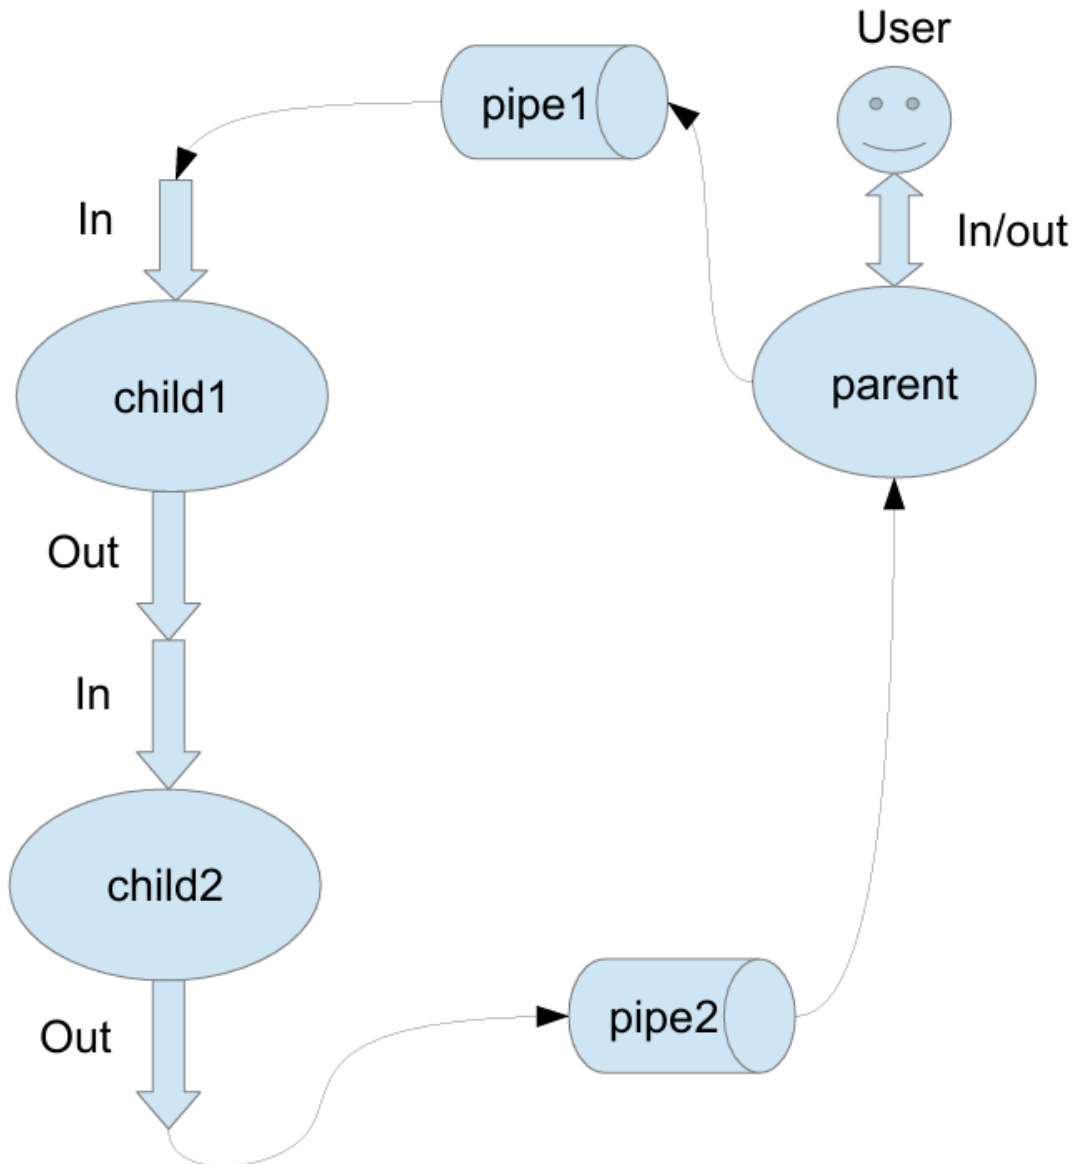 User
pipe1
In
In/out
child1
parent
Out
In
child2
pipe2
Out